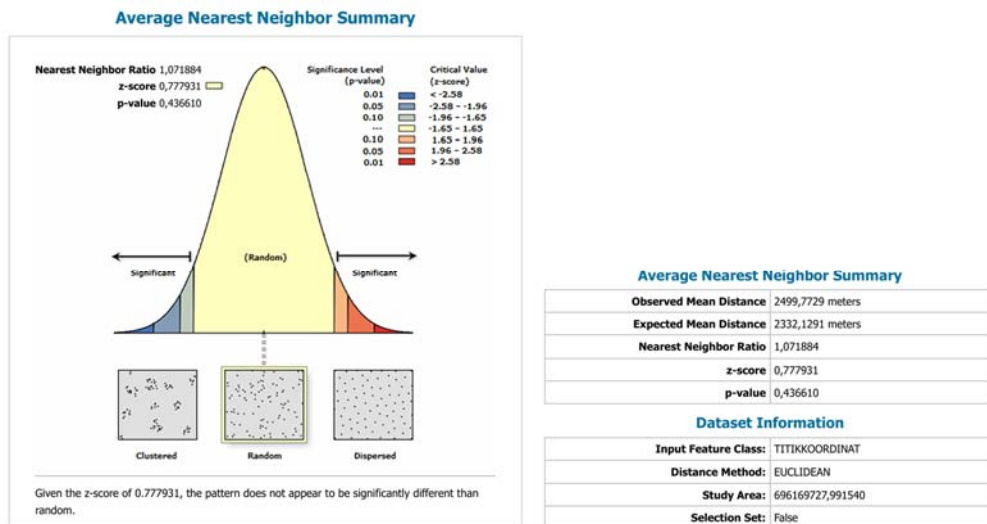 Average Nearest Neighbor Summary
Nearest Neighbor Ratio 1,071884
z-score 0,777931
p-value 0,436610
Significance Level Critical Value
(p-value) (z-score)
0.01 < -2.58
0.05 -2.58 - -1.96
0.10 -1.96 - -1.65
--- -1.65 - 1.65
0.10 1.65 - 1.96
0.05 1.96 - 2.58
0.01 > 2.58
Significant
(Random)
Significant
Clustered
Random
Dispersed
Given the z-score of 0.777931, the pattern does not appear to be significantly different than
random.
Average Nearest Neighbor Summary
Observed Mean Distance 2499,7729 meters
Expected Mean Distance 2332,1291 meters
Nearest Neighbor Ratio 1,071884
z-score 0,777931
p-value 0,436610
Dataset Information
Input Feature Class: TITIKKOORDINAT
Distance Method: EUCLIDEAN
Study Area: 696169727,991540
Selection Set: False